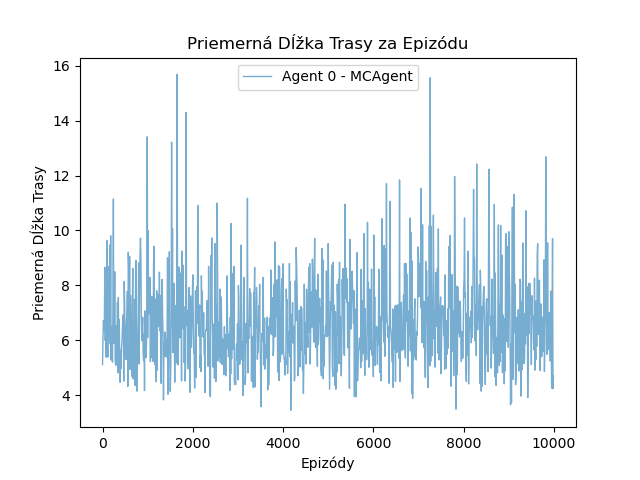 Priemerná Dĺžka Trasy za Epizódu
Agent 0 - MCAgent
Priemerná Dĺžka Trasy
16
14
12
10
8
6
4
0 2000 4000 6000 8000 10000
Epizódy